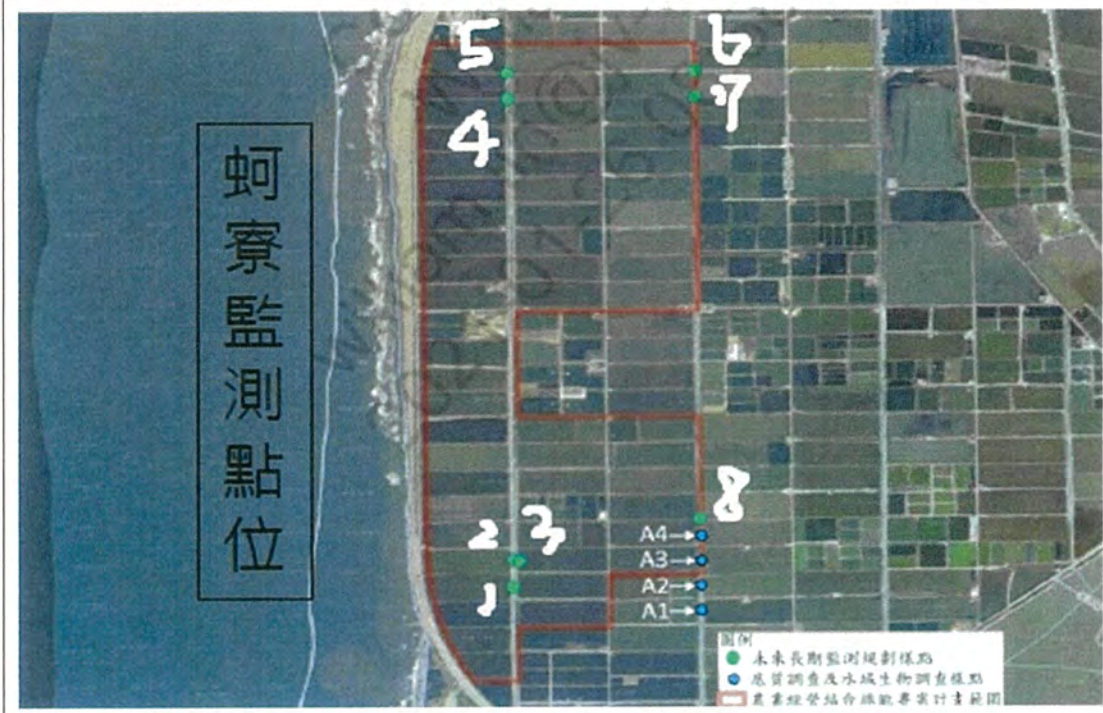 蚵寮監測點位
5
6
4
7
8
2 3
1
A4
A3
A2
A1
圖例
未來長期監測規劃樣點
底質調查及水域生物調查樣點
農業經營結合綠能專案計畫範圍